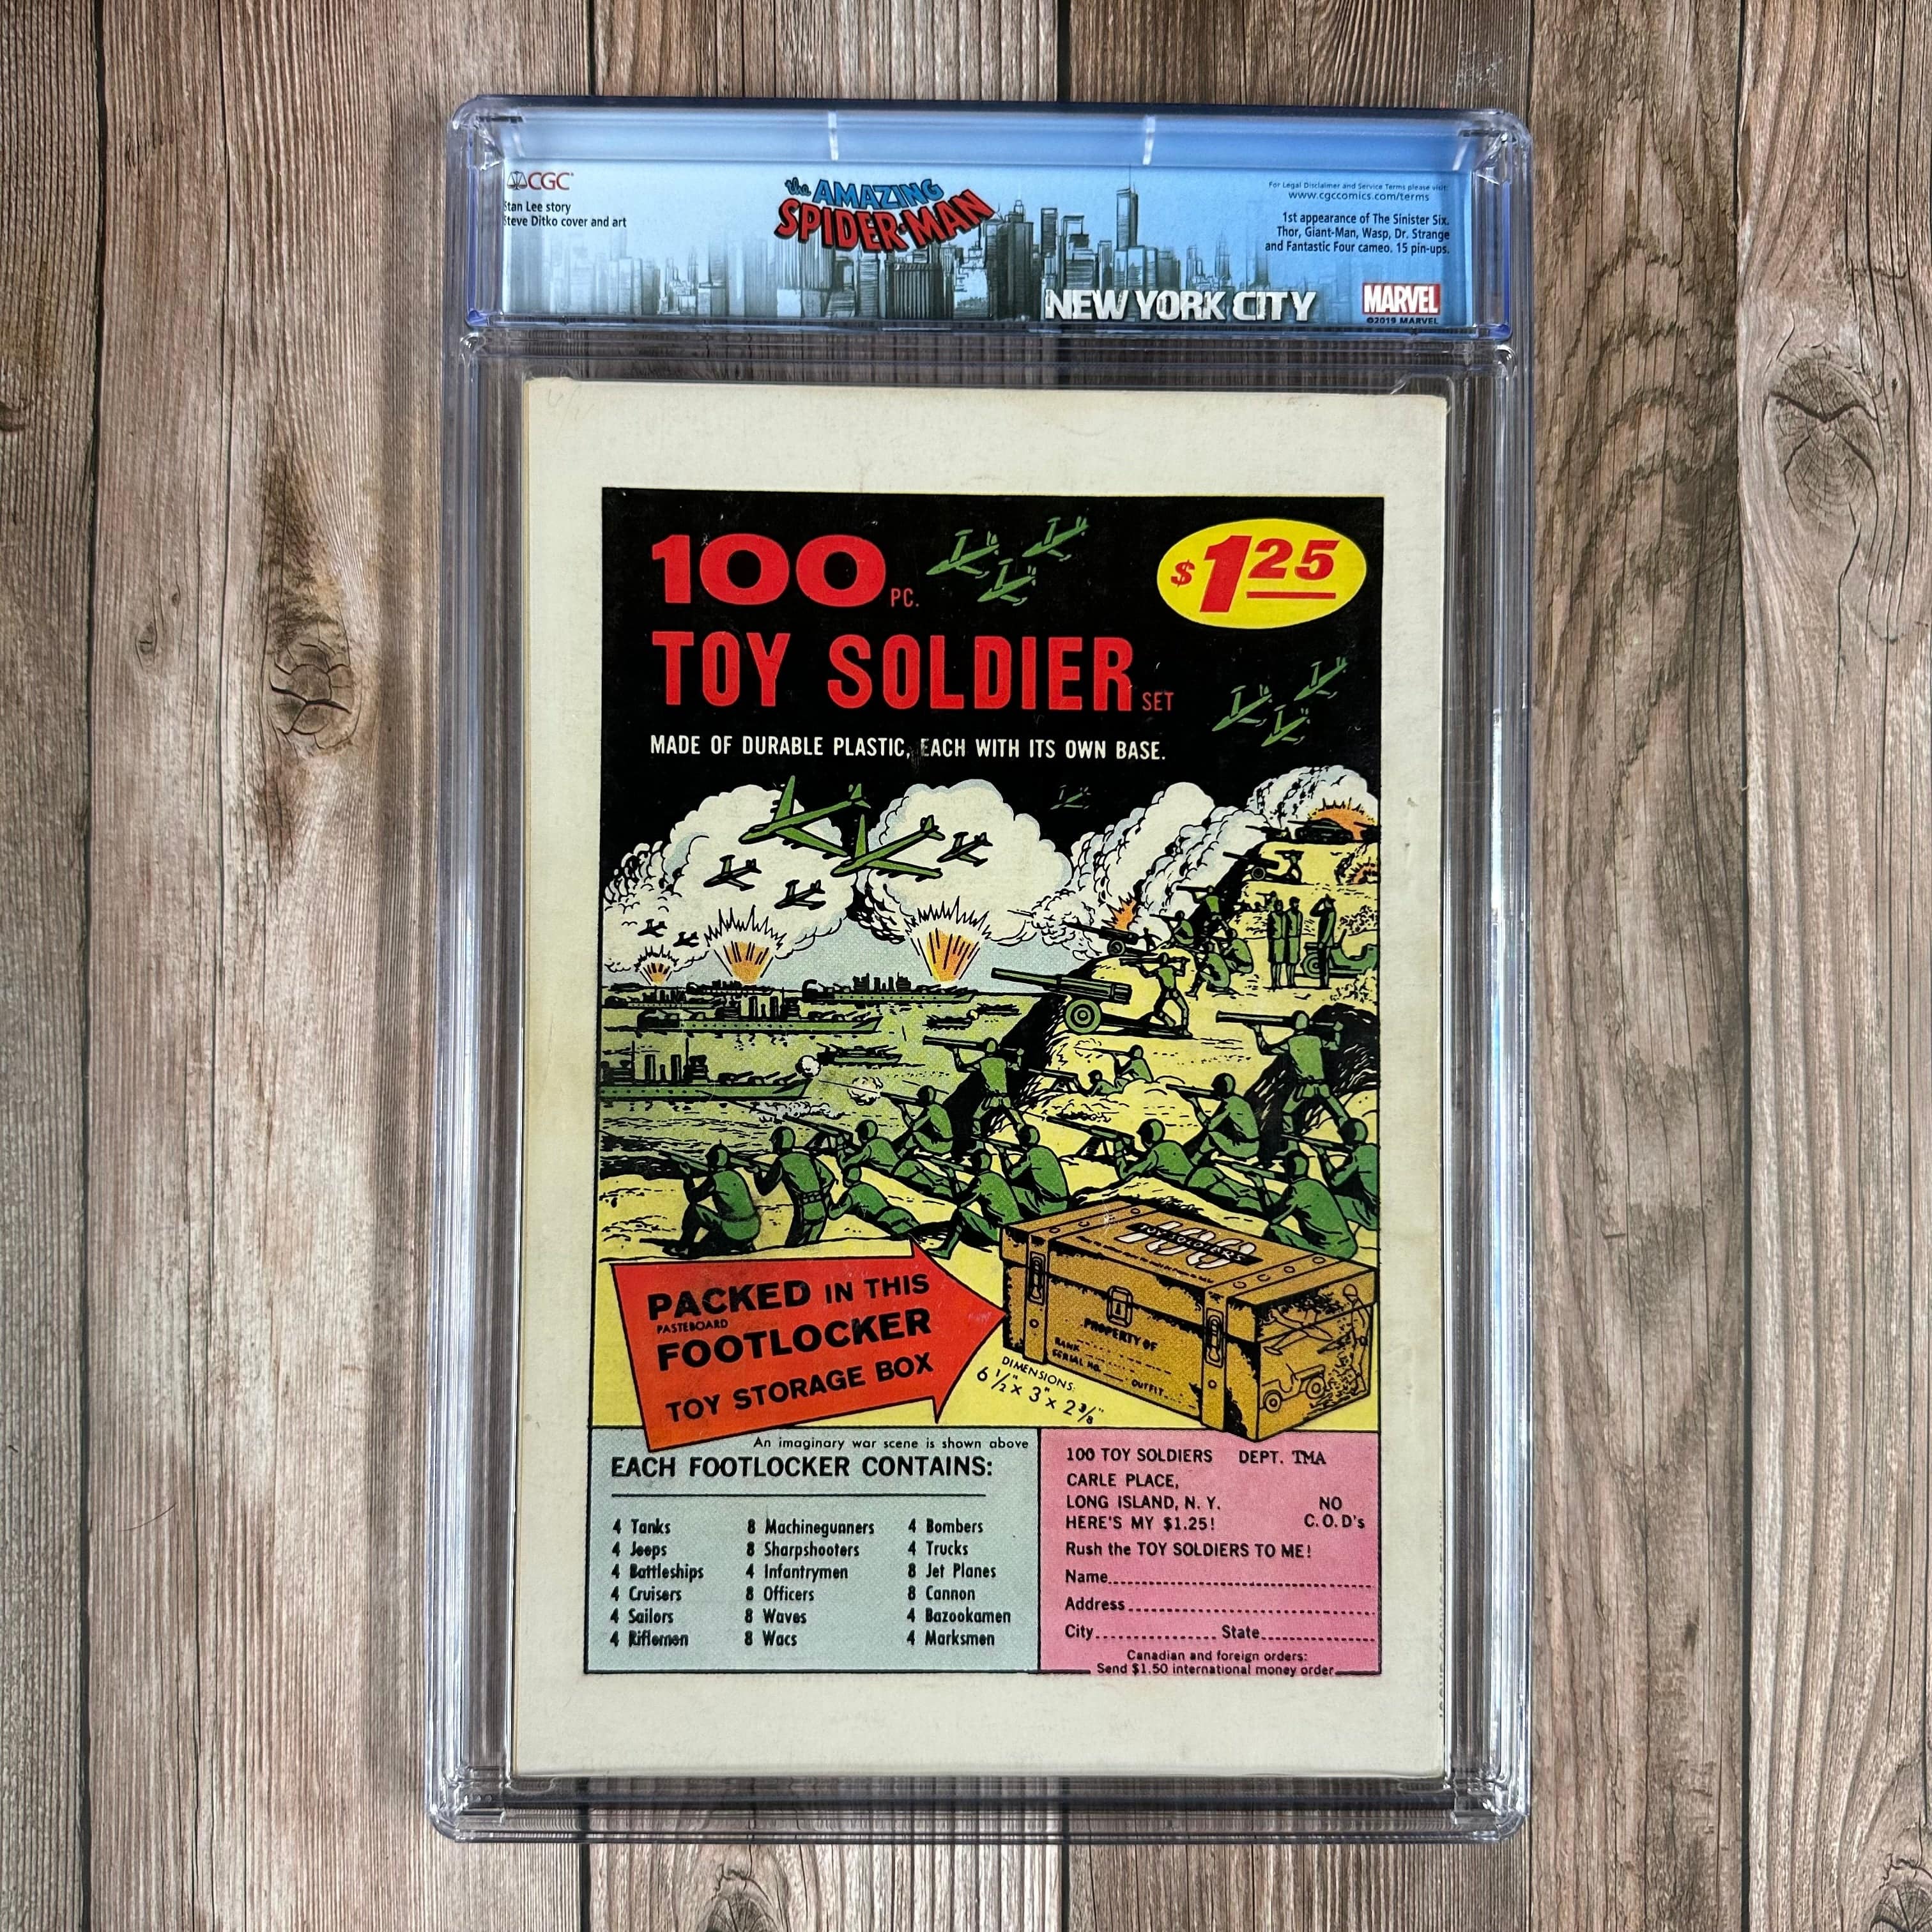 CGC
Stan Lee story
Steve Ditko cover and art
the AMAZING
SPIDER-MAN
For Legal Disclaimer and Service Terms please visit:
www.cgccomics.com/terms
1st appearance of The Sinister Six.
Thor, Giant-Man, Wasp, Dr. Strange
and Fantastic Four cameo. 15 pin-ups.
NEW YORK CITY
MARVEL
©2019 MARVEL
100 PC.
$1.25
TOY SOLDIER SET
MADE OF DURABLE PLASTIC, EACH WITH ITS OWN BASE.
100
TOY SOLDIERS
PACKED IN THIS
PASTEBOARD
FOOTLOCKER
TOY STORAGE BOX
PROPERTY OF
RANK
SERIAL NO.
OUTFIT
DIMENSIONS:
6 1/2" x 3" x 2 3/8"
An imaginary war scene is shown above
EACH FOOTLOCKER CONTAINS:
4 Tanks 8 Machinegunners 4 Bombers
4 Jeeps 8 Sharpshooters 4 Trucks
4 Battleships 4 Infantrymen 8 Jet Planes
4 Cruisers 8 Officers 8 Cannon
4 Sailors 8 Waves 4 Bazookamen
4 Riflemen 8 Wacs 4 Marksmen
100 TOY SOLDIERS DEPT. TMA
CARLE PLACE,
LONG ISLAND, N. Y. NO
HERE'S MY $1.25! C. O. D's
Rush the TOY SOLDIERS TO ME!
Name
Address
City State
Canadian and foreign orders:
Send $1.50 international money order